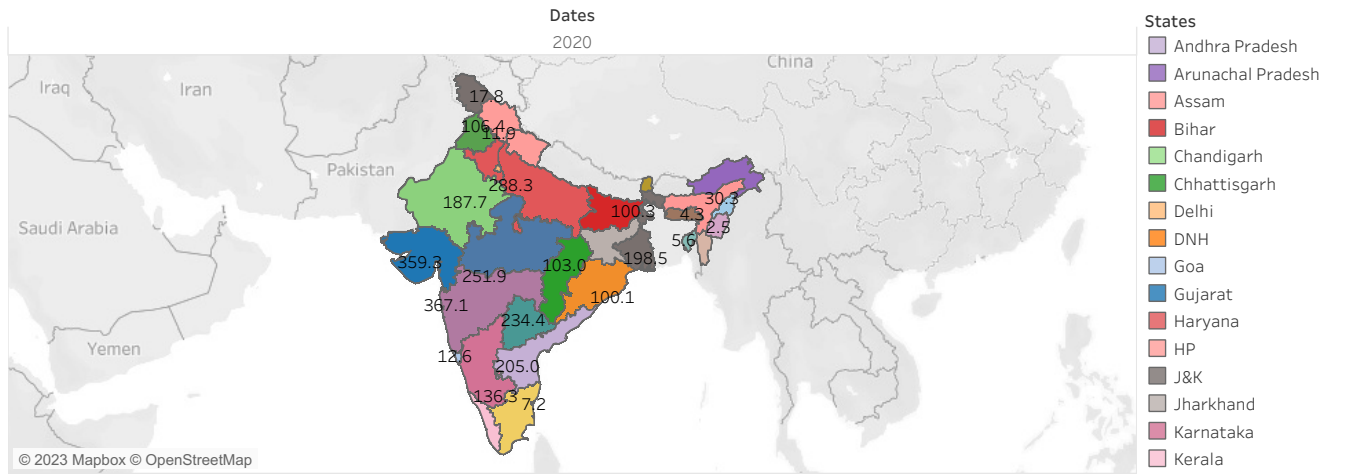 Dates
2020
China
Iraq
Iran
17.8
106.4
11.9
Pakistan
288.3
187.7
100.3
30.3
4.3
2.5
Saudi Arabia
5.6
359.3
251.9
103.0
198.5
367.1
100.1
234.4
Yemen
12.6
205.0
136.3
7.2
© 2023 Mapbox © OpenStreetMap
States
Andhra Pradesh
Arunachal Pradesh
Assam
Bihar
Chandigarh
Chhattisgarh
Delhi
DNH
Goa
Gujarat
Haryana
HP
J&K
Jharkhand
Karnataka
Kerala